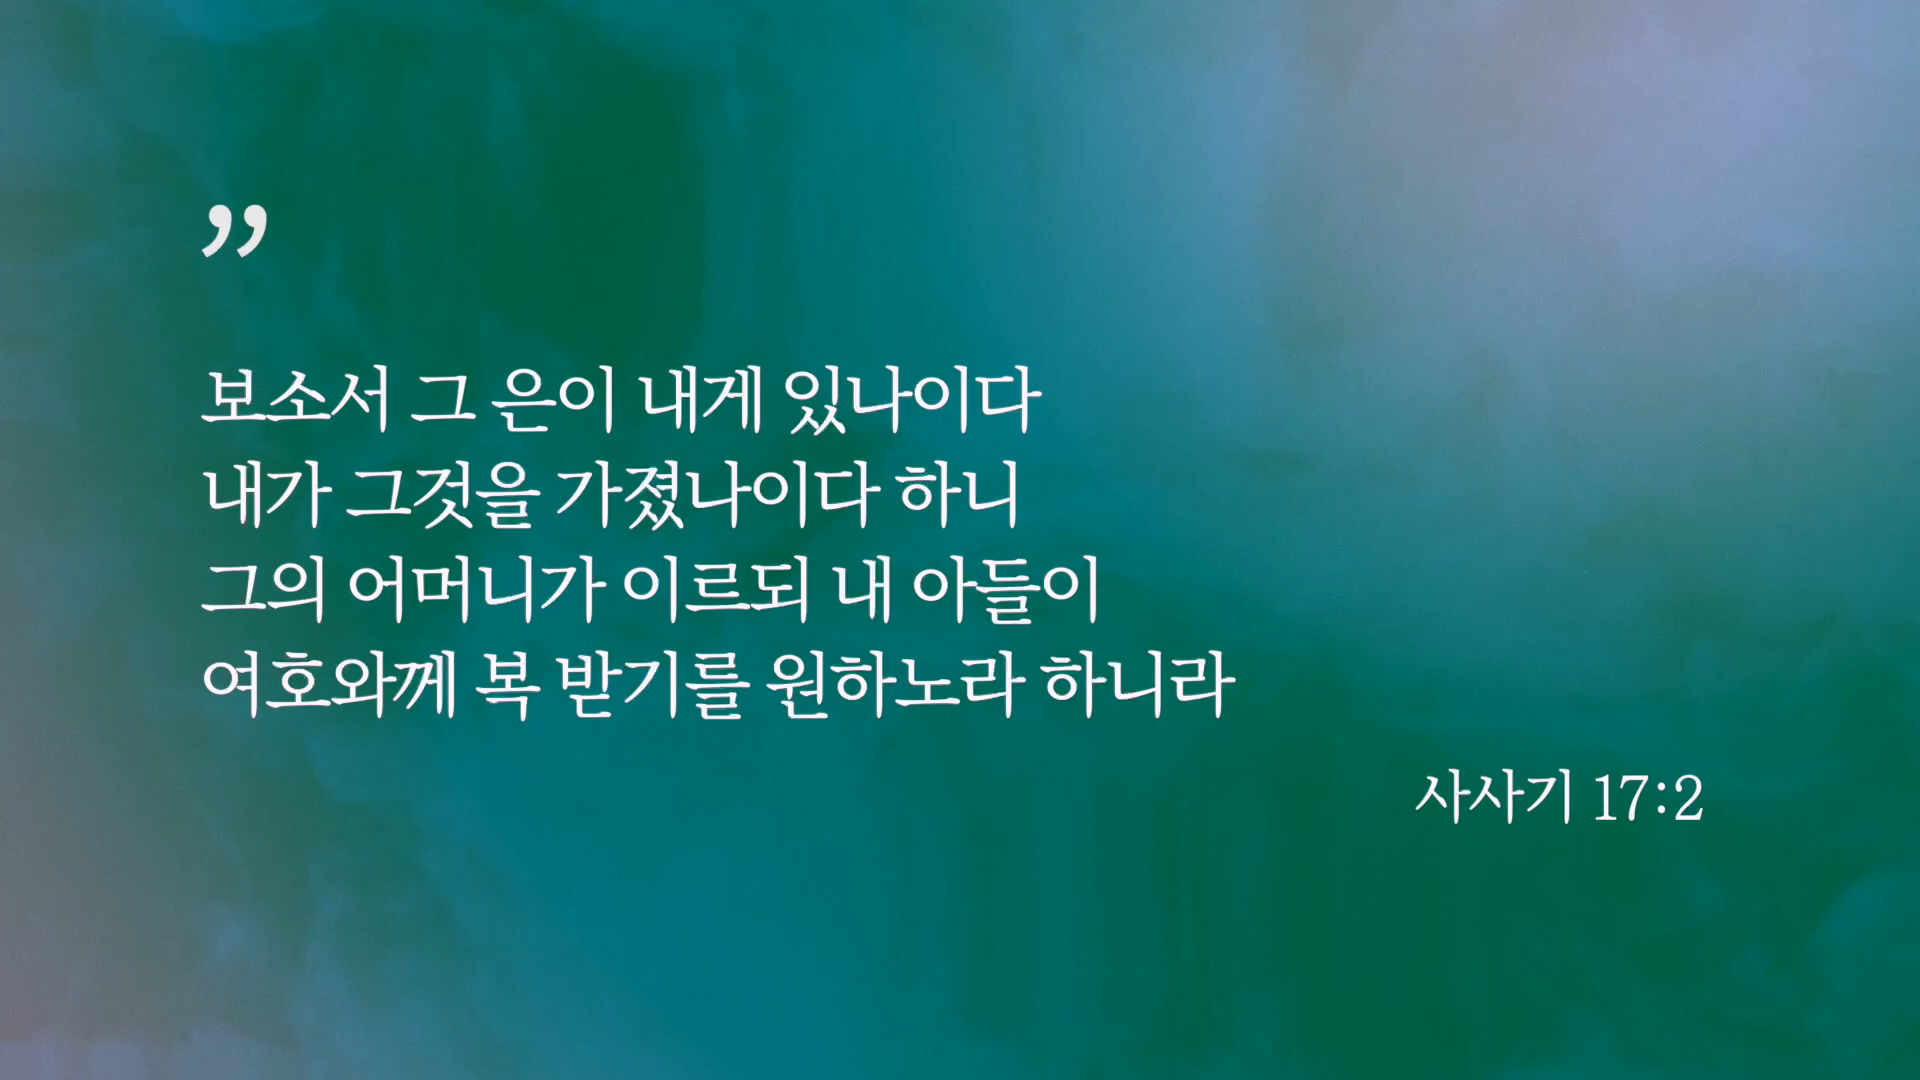 ”
보소서 그 은이 내게 있나이다
내가 그것을 가졌나이다 하니
그의 어머니가 이르되 내 아들이
여호와께 복 받기를 원하노라 하니라
사사기 17:2